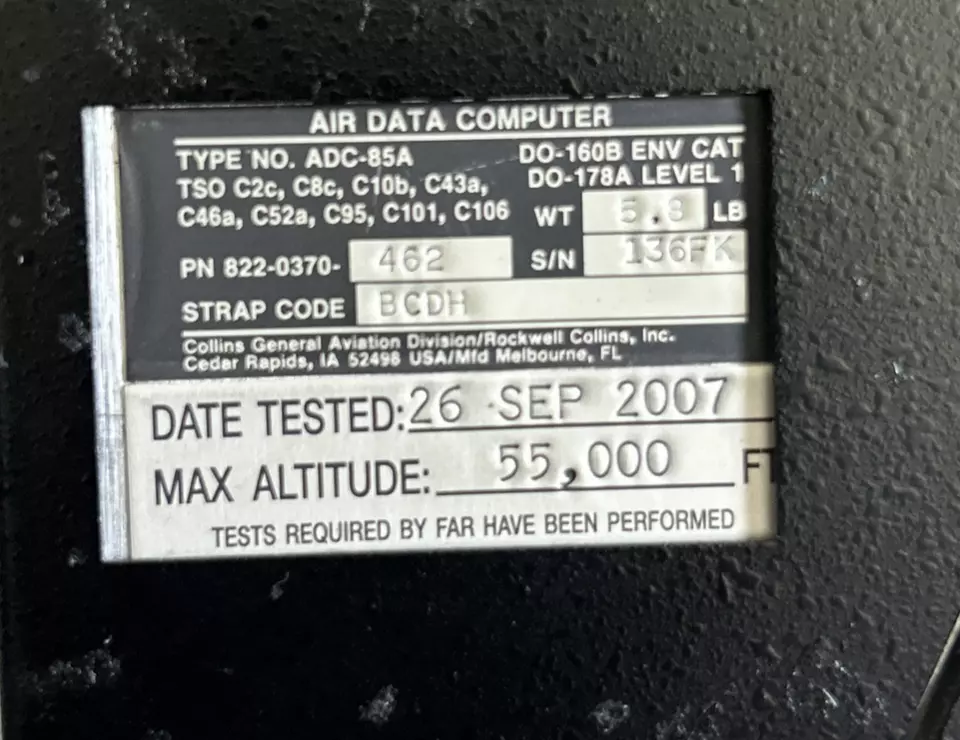 AIR DATA COMPUTER
TYPE NO. ADC-85A
DO-160B ENV CAT
TSO C2c, C8c, C10b, C43a,
DO-178A LEVEL 1
C46a, C52a, C95, C101, C106
WT 5.8 LB
PN 822-0370- 462
S/N 136FK
STRAP CODE BCDH
Collins General Aviation Division/Rockwell Collins, Inc.
Cedar Rapids, IA 52498 USA/Mfd Melbourne, FL
DATE TESTED: 26 SEP 2007
MAX ALTITUDE: 55,000 FT
TESTS REQUIRED BY FAR HAVE BEEN PERFORMED